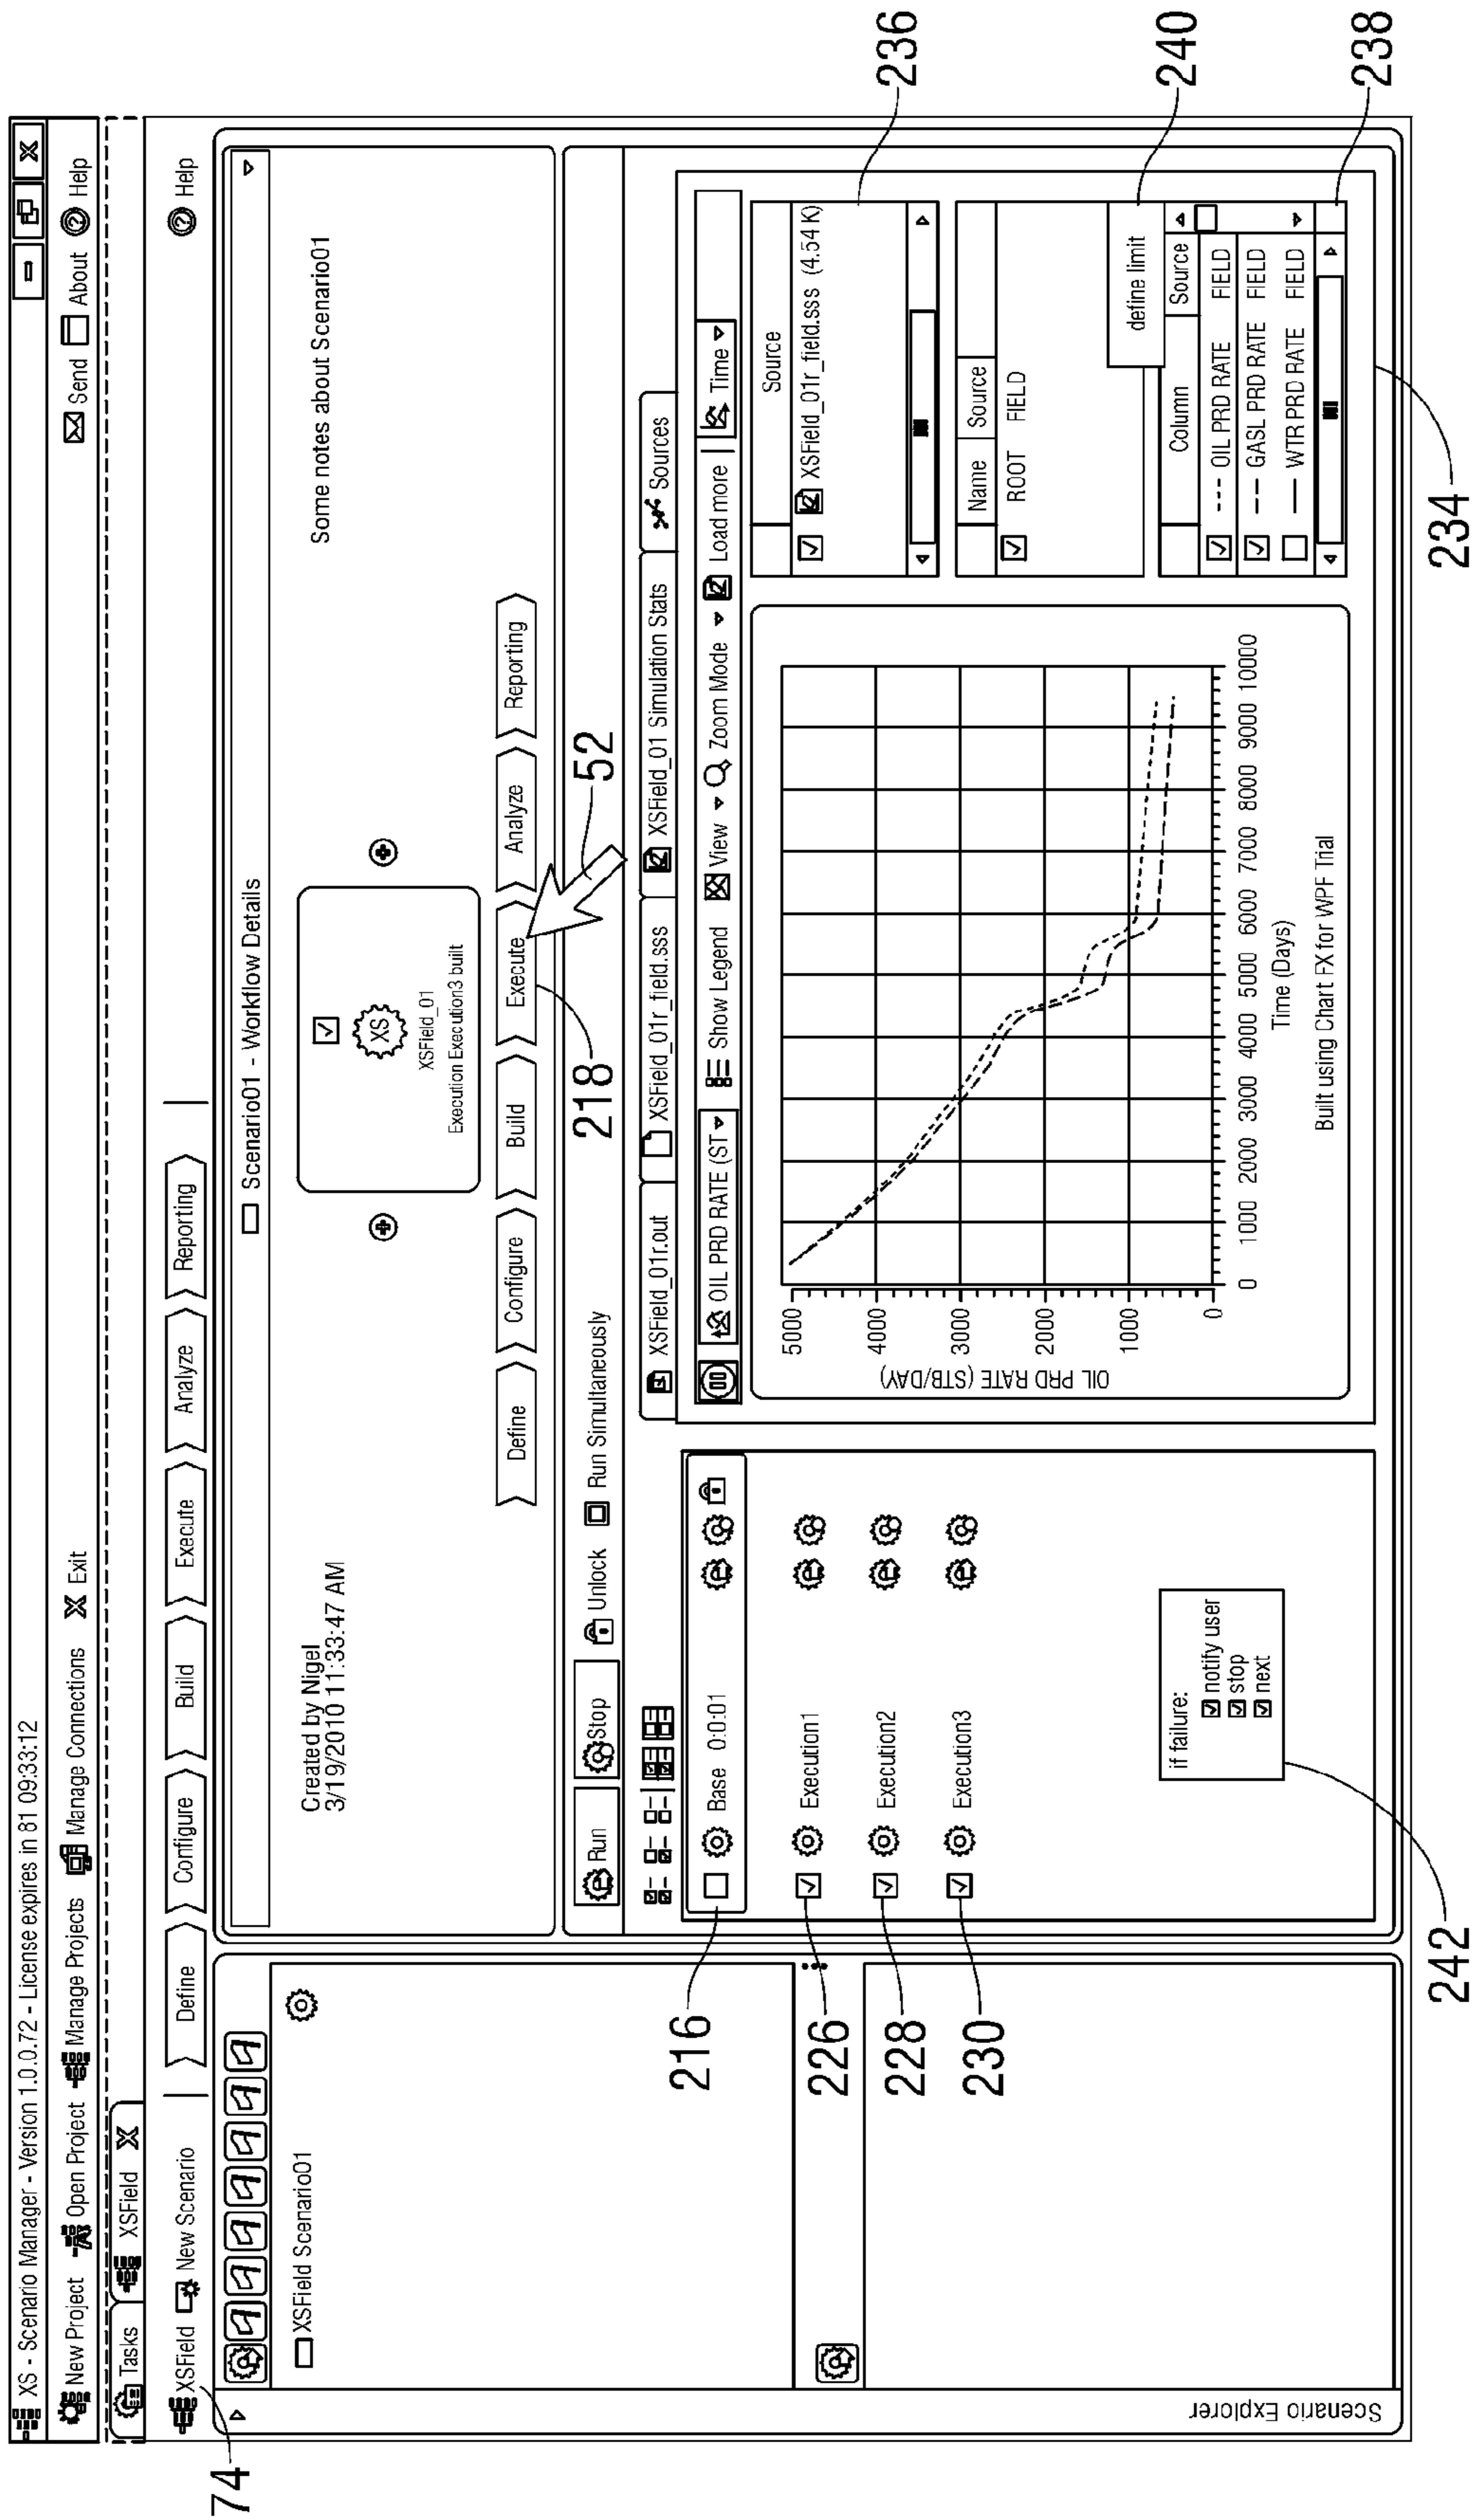 XS - Scenario Manager - Version 1.0.0.72 - License expires in 81 09:33:12
X
New Project Open Project Manage Projects Manage Connections X Exit Send About ? Help
Tasks XSField X
XSField New Scenario Define Configure Build Execute Analyze Reporting ? Help
74
Scenario Explorer
XSField Scenario01
Scenario01 - Workflow Details
Created by Nigel
3/19/2010 11:33:47 AM
XS
XSField_01
Execution Execution3 built
Some notes about Scenario01
Define Configure Build Execute Analyze Reporting
218
52
Run Stop Unlock Run Simultaneously
216
Base 0:0:01
226
Execution1
228
Execution2
230
Execution3
if failure:
notify user
stop
next
242
XSField_01r.out XSField_01r_field.sss XSField_01 Simulation Stats Sources
OIL PRD RATE (ST Show Legend View Zoom Mode Load more Time
OIL PRD RATE (STB/DAY)
5000
4000
3000
2000
1000
0
0 1000 2000 3000 4000 5000 6000 7000 8000 9000 10000
Time (Days)
Built using Chart FX for WPF Trial
Source
XSField_01r_field.sss (4.54 K)
236
Name Source
ROOT FIELD
define limit
240
Column Source
OIL PRD RATE FIELD
GASL PRD RATE FIELD
WTR PRD RATE FIELD
238
234